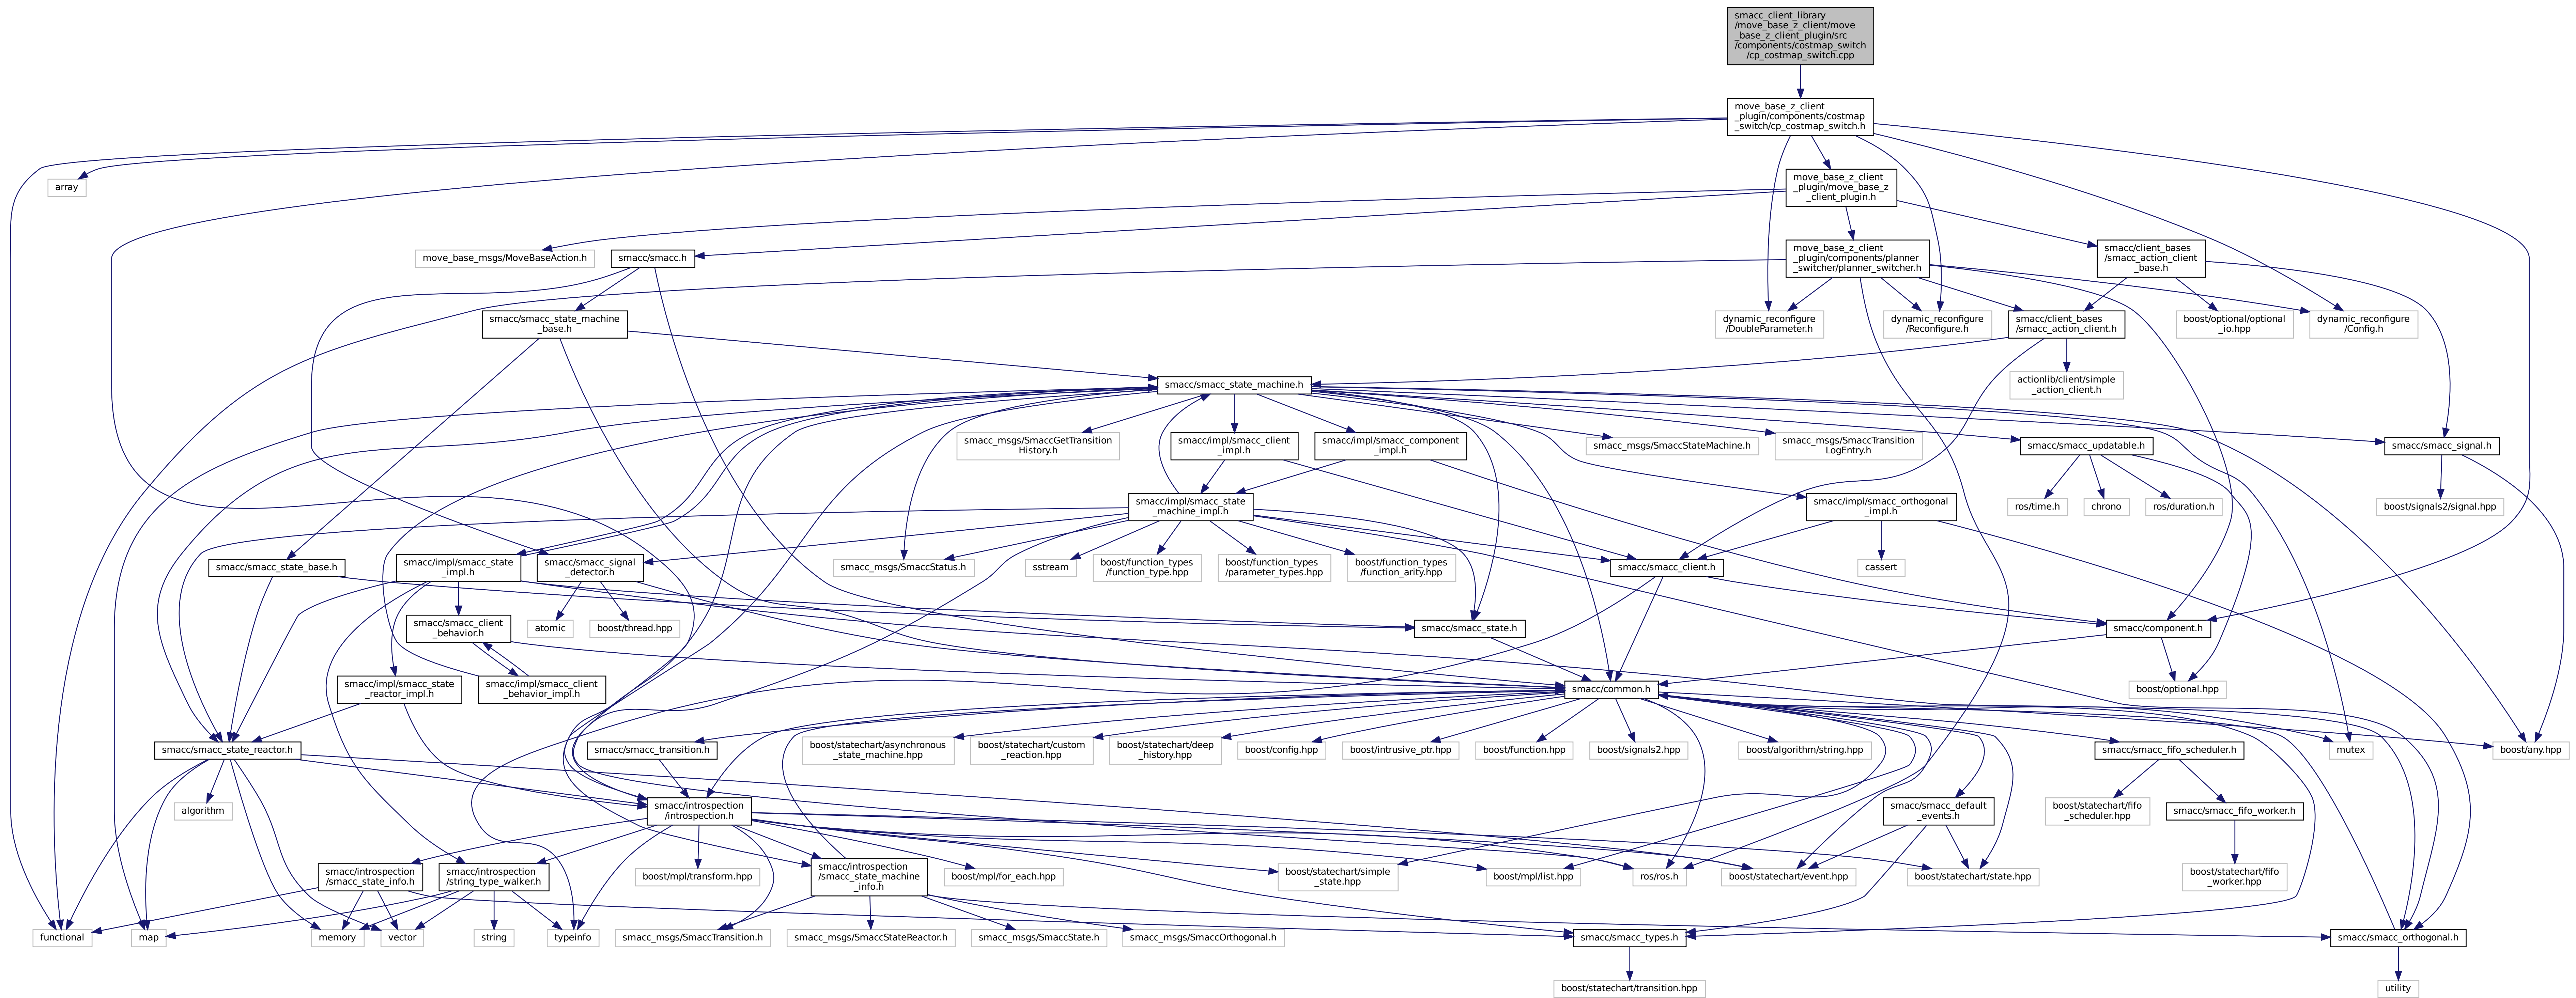 smacc_client_library
/move_base_z_client/move
_base_z_client_plugin/src
/components/costmap_switch
/cp_costmap_switch.cpp
move_base_z_client
_plugin/components/costmap
_switch/cp_costmap_switch.h
array
move_base_z_client
_plugin/move_base_z
_client_plugin.h
move_base_msgs/MoveBaseAction.h
smacc/smacc.h
move_base_z_client
_plugin/components/planner
_switcher/planner_switcher.h
smacc/client_bases
/smacc_action_client
_base.h
smacc/smacc_state_machine
_base.h
dynamic_reconfigure
/DoubleParameter.h
dynamic_reconfigure
/Reconfigure.h
smacc/client_bases
/smacc_action_client.h
boost/optional/optional
_io.hpp
dynamic_reconfigure
/Config.h
smacc/smacc_state_machine.h
actionlib/client/simple
_action_client.h
smacc_msgs/SmaccGetTransition
History.h
smacc/impl/smacc_client
_impl.h
smacc/impl/smacc_component
_impl.h
smacc_msgs/SmaccStateMachine.h
smacc_msgs/SmaccTransition
LogEntry.h
smacc/smacc_updatable.h
smacc/smacc_signal.h
smacc/impl/smacc_state
_machine_impl.h
smacc/impl/smacc_orthogonal
_impl.h
ros/time.h
chrono
ros/duration.h
boost/signals2/signal.hpp
smacc/smacc_state_base.h
smacc/impl/smacc_state
_impl.h
smacc/smacc_signal
_detector.h
smacc_msgs/SmaccStatus.h
sstream
boost/function_types
/function_type.hpp
boost/function_types
/parameter_types.hpp
boost/function_types
/function_arity.hpp
smacc/smacc_client.h
cassert
smacc/smacc_client
_behavior.h
atomic
boost/thread.hpp
smacc/smacc_state.h
smacc/component.h
smacc/impl/smacc_state
_reactor_impl.h
smacc/impl/smacc_client
_behavior_impl.h
smacc/common.h
boost/optional.hpp
smacc/smacc_state_reactor.h
smacc/smacc_transition.h
boost/statechart/asynchronous
_state_machine.hpp
boost/statechart/custom
_reaction.hpp
boost/statechart/deep
_history.hpp
boost/config.hpp
boost/intrusive_ptr.hpp
boost/function.hpp
boost/signals2.hpp
boost/algorithm/string.hpp
smacc/smacc_fifo_scheduler.h
mutex
boost/any.hpp
algorithm
smacc/introspection
/introspection.h
smacc/smacc_default
_events.h
boost/statechart/fifo
_scheduler.hpp
smacc/smacc_fifo_worker.h
smacc/introspection
/smacc_state_info.h
smacc/introspection
/string_type_walker.h
boost/mpl/transform.hpp
smacc/introspection
/smacc_state_machine
_info.h
boost/mpl/for_each.hpp
boost/statechart/simple
_state.hpp
boost/mpl/list.hpp
ros/ros.h
boost/statechart/event.hpp
boost/statechart/state.hpp
boost/statechart/fifo
_worker.hpp
functional
map
memory
vector
string
typeinfo
smacc_msgs/SmaccTransition.h
smacc_msgs/SmaccStateReactor.h
smacc_msgs/SmaccState.h
smacc_msgs/SmaccOrthogonal.h
smacc/smacc_types.h
smacc/smacc_orthogonal.h
boost/statechart/transition.hpp
utility